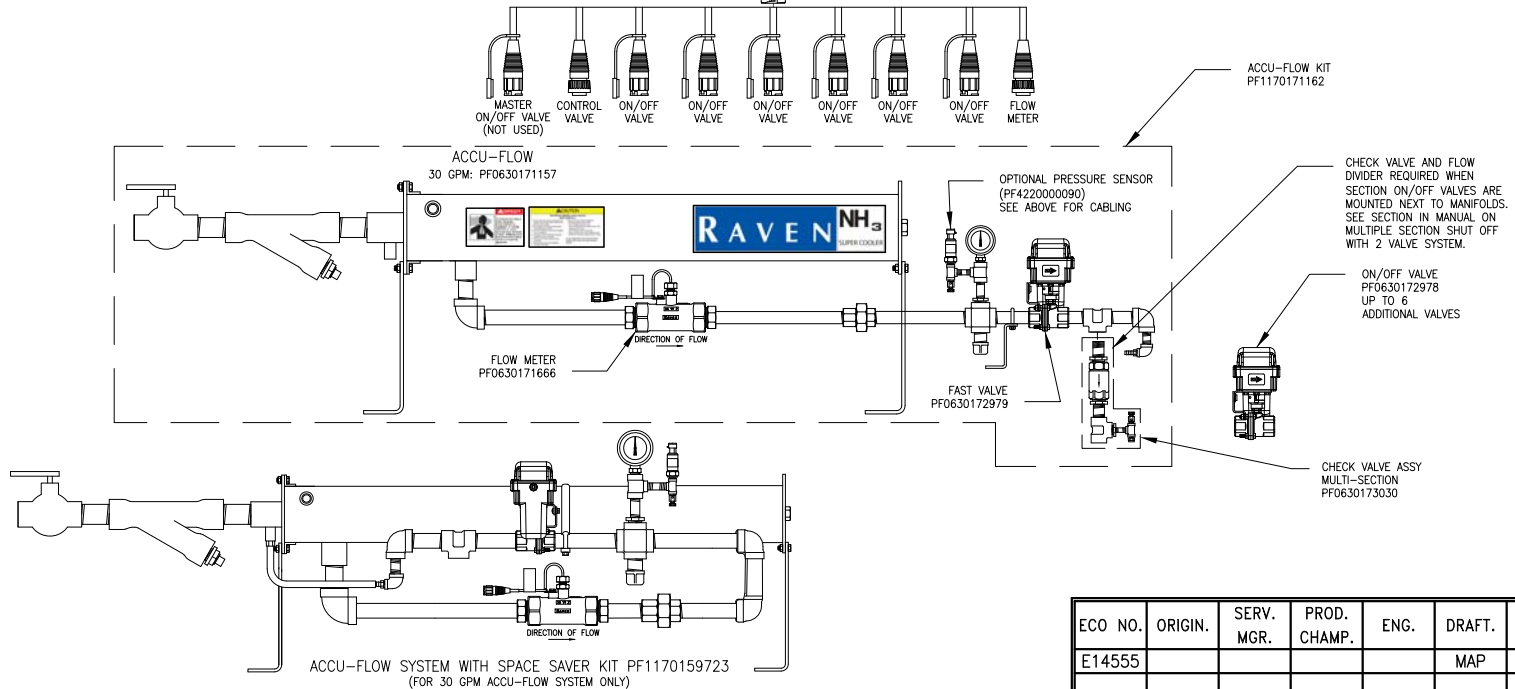 MASTER
ON/OFF VALVE
(NOT USED)
CONTROL
VALVE
ON/OFF
VALVE
ON/OFF
VALVE
ON/OFF
VALVE
ON/OFF
VALVE
ON/OFF
VALVE
ON/OFF
VALVE
FLOW
METER
ACCU-FLOW KIT
PF1170171162
ACCU-FLOW
30 GPM: PF0630171157
CAUTION
RAVEN
NH3
SUPER COOLER
OPTIONAL PRESSURE SENSOR
(PF4220000090)
SEE ABOVE FOR CABLING
CHECK VALVE AND FLOW
DIVIDER REQUIRED WHEN
SECTION ON/OFF VALVES ARE
MOUNTED NEXT TO MANIFOLDS.
SEE SECTION IN MANUAL ON
MULTIPLE SECTION SHUT OFF
WITH 2 VALVE SYSTEM.
ON/OFF VALVE
PF0630172978
UP TO 6
ADDITIONAL VALVES
DIRECTION OF FLOW
FLOW METER
PF0630171666
FAST VALVE
PF0630172979
CHECK VALVE ASSY
MULTI-SECTION
PF0630173030
DIRECTION OF FLOW
ACCU-FLOW SYSTEM WITH SPACE SAVER KIT PF1170159723
(FOR 30 GPM ACCU-FLOW SYSTEM ONLY)
ECO NO. ORIGIN. SERV. MGR. PROD. CHAMP. ENG. DRAFT.
E14555 MAP